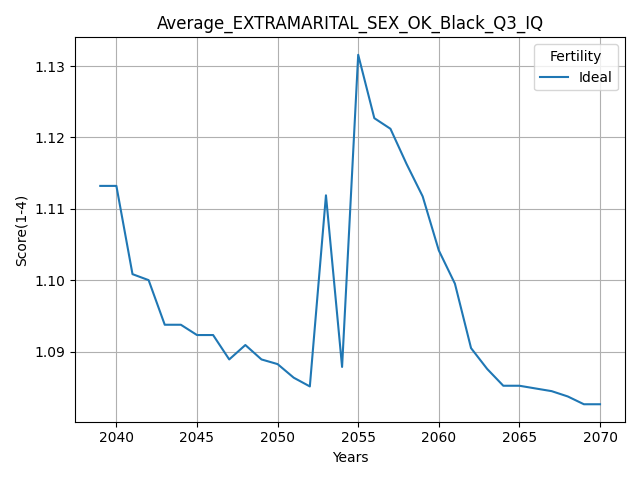 Average_EXTRAMARITAL_SEX_OK_Black_Q3_IQ
Fertility
Ideal
1.13
1.12
1.11
1.10
1.09
Score(1-4)
2040 2045 2050 2055 2060 2065 2070
Years